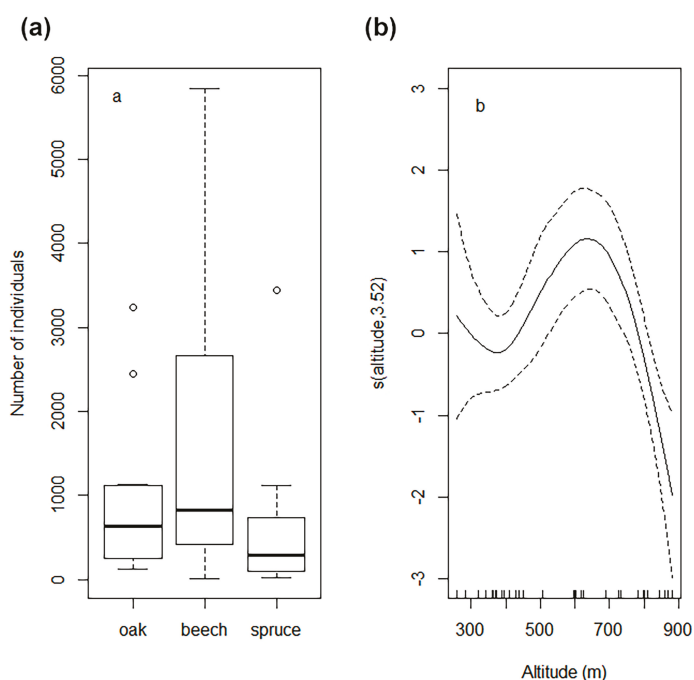 (a)
a
Number of individuals
6000
5000
4000
3000
2000
1000
0
oak beech spruce
(b)
b
s(altitude,3.52)
3
2
1
0
-1
-2
-3
300 500 700 900
Altitude (m)